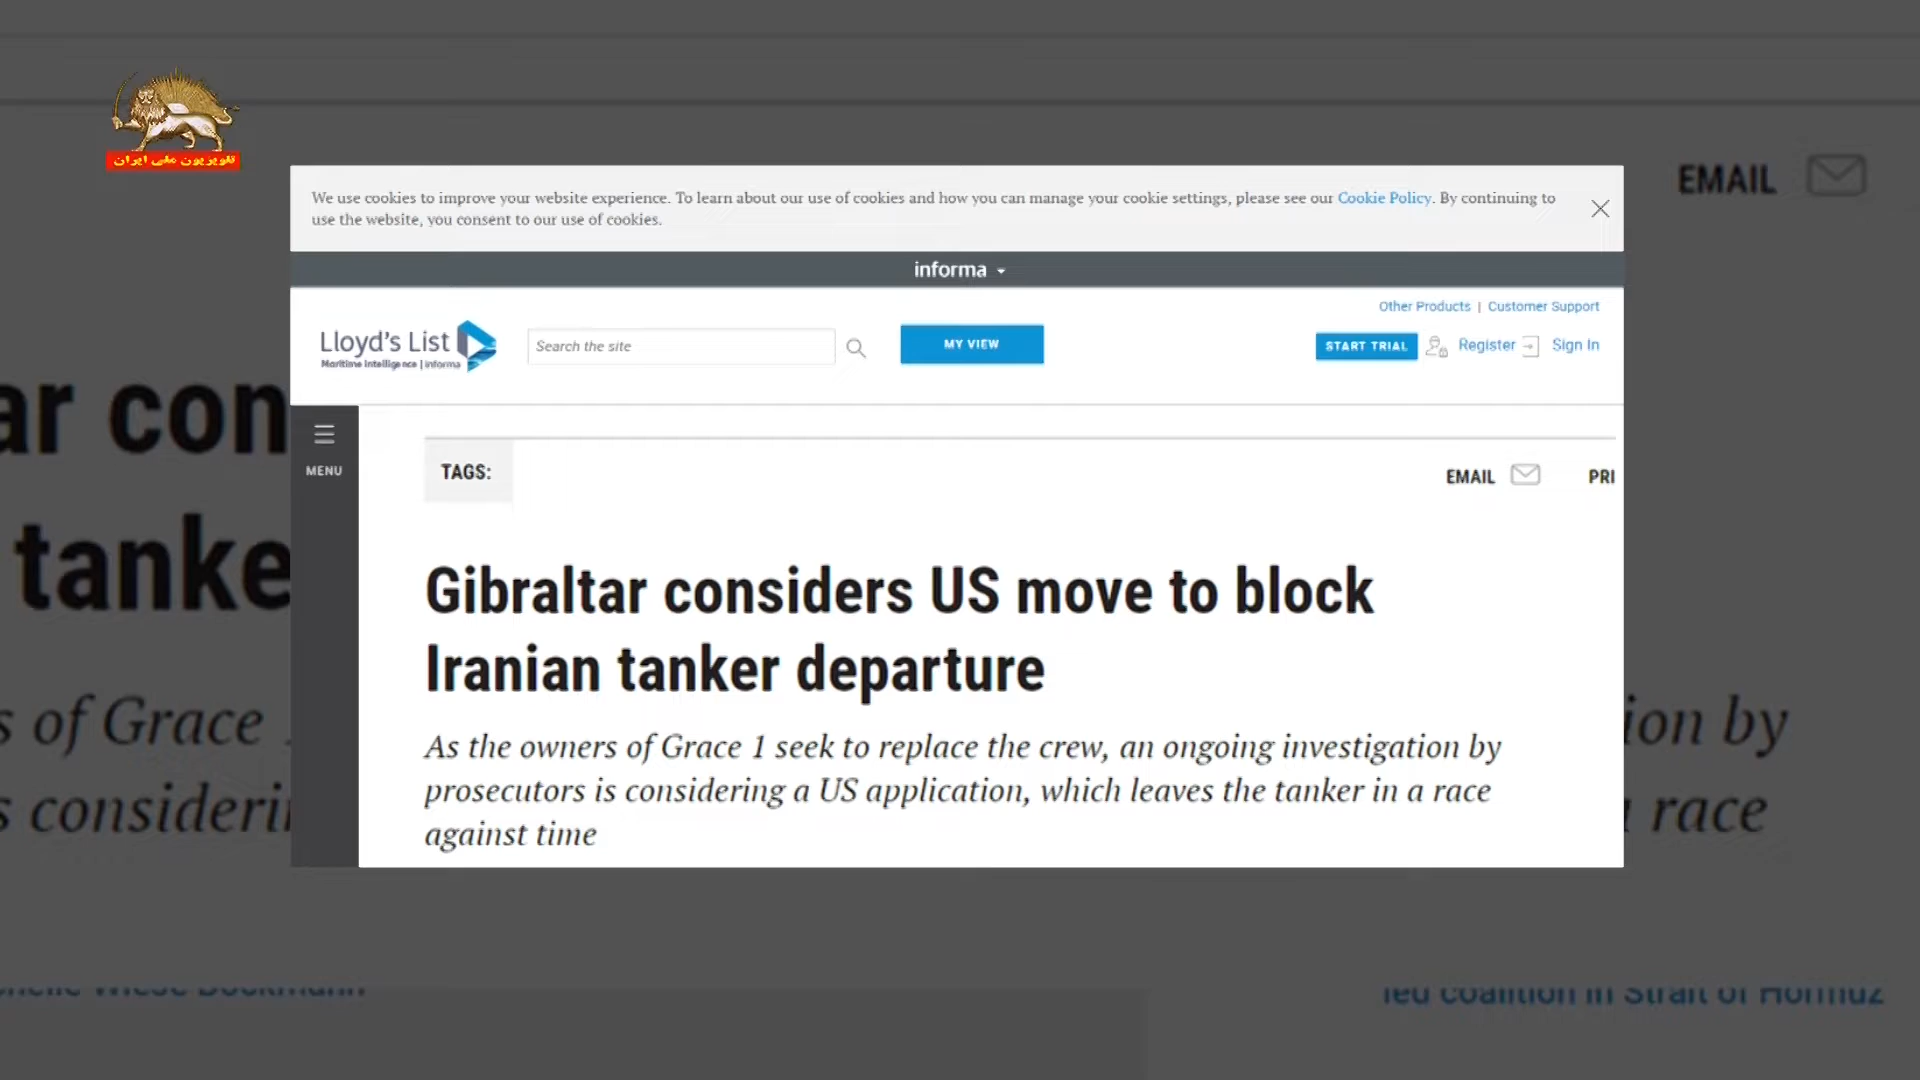 تلویزیون ملی ایران
EMAIL
We use cookies to improve your website experience. To learn about our use of cookies and how you can manage your cookie settings, please see our Cookie Policy. By continuing to
use the website, you consent to our use of cookies.
informa
Other Products | Customer Support
Lloyd's List
Maritime Intelligence | informa
Search the site
MY VIEW
START TRIAL
Register
Sign In
MENU
TAGS:
EMAIL
PRI
Gibraltar considers US move to block
Iranian tanker departure
As the owners of Grace 1 seek to replace the crew, an ongoing investigation by
prosecutors is considering a US application, which leaves the tanker in a race
against time
ar con
tanke
s of Grace
ion by
s consideri
race
led coalition in Strait of Hormuz